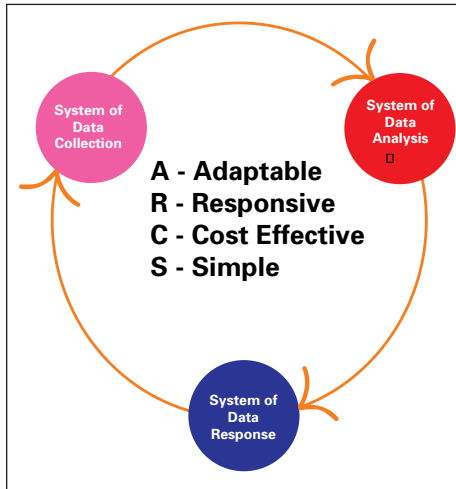 System of
Data
Collection
System of
Data
Analysis
A - Adaptable
R - Responsive
C - Cost Effective
S - Simple
System of
Data
Response